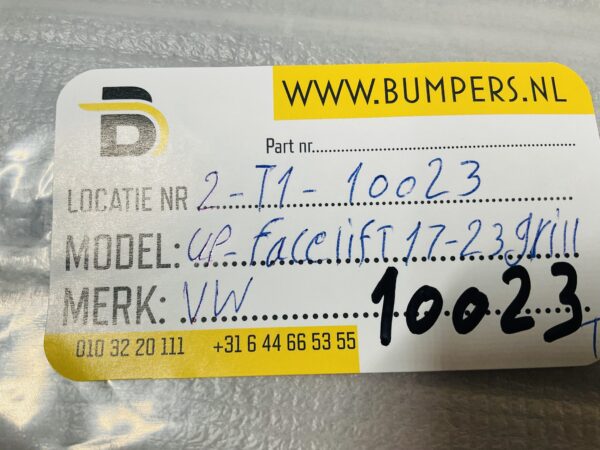 WWW.BUMPERS.NL
Part nr.
LOCATIE NR 2-T1-10023
MODEL: UP-facelift 17-23 grill
MERK: VW
10023
010 32 20 111 +31 6 44 66 53 55